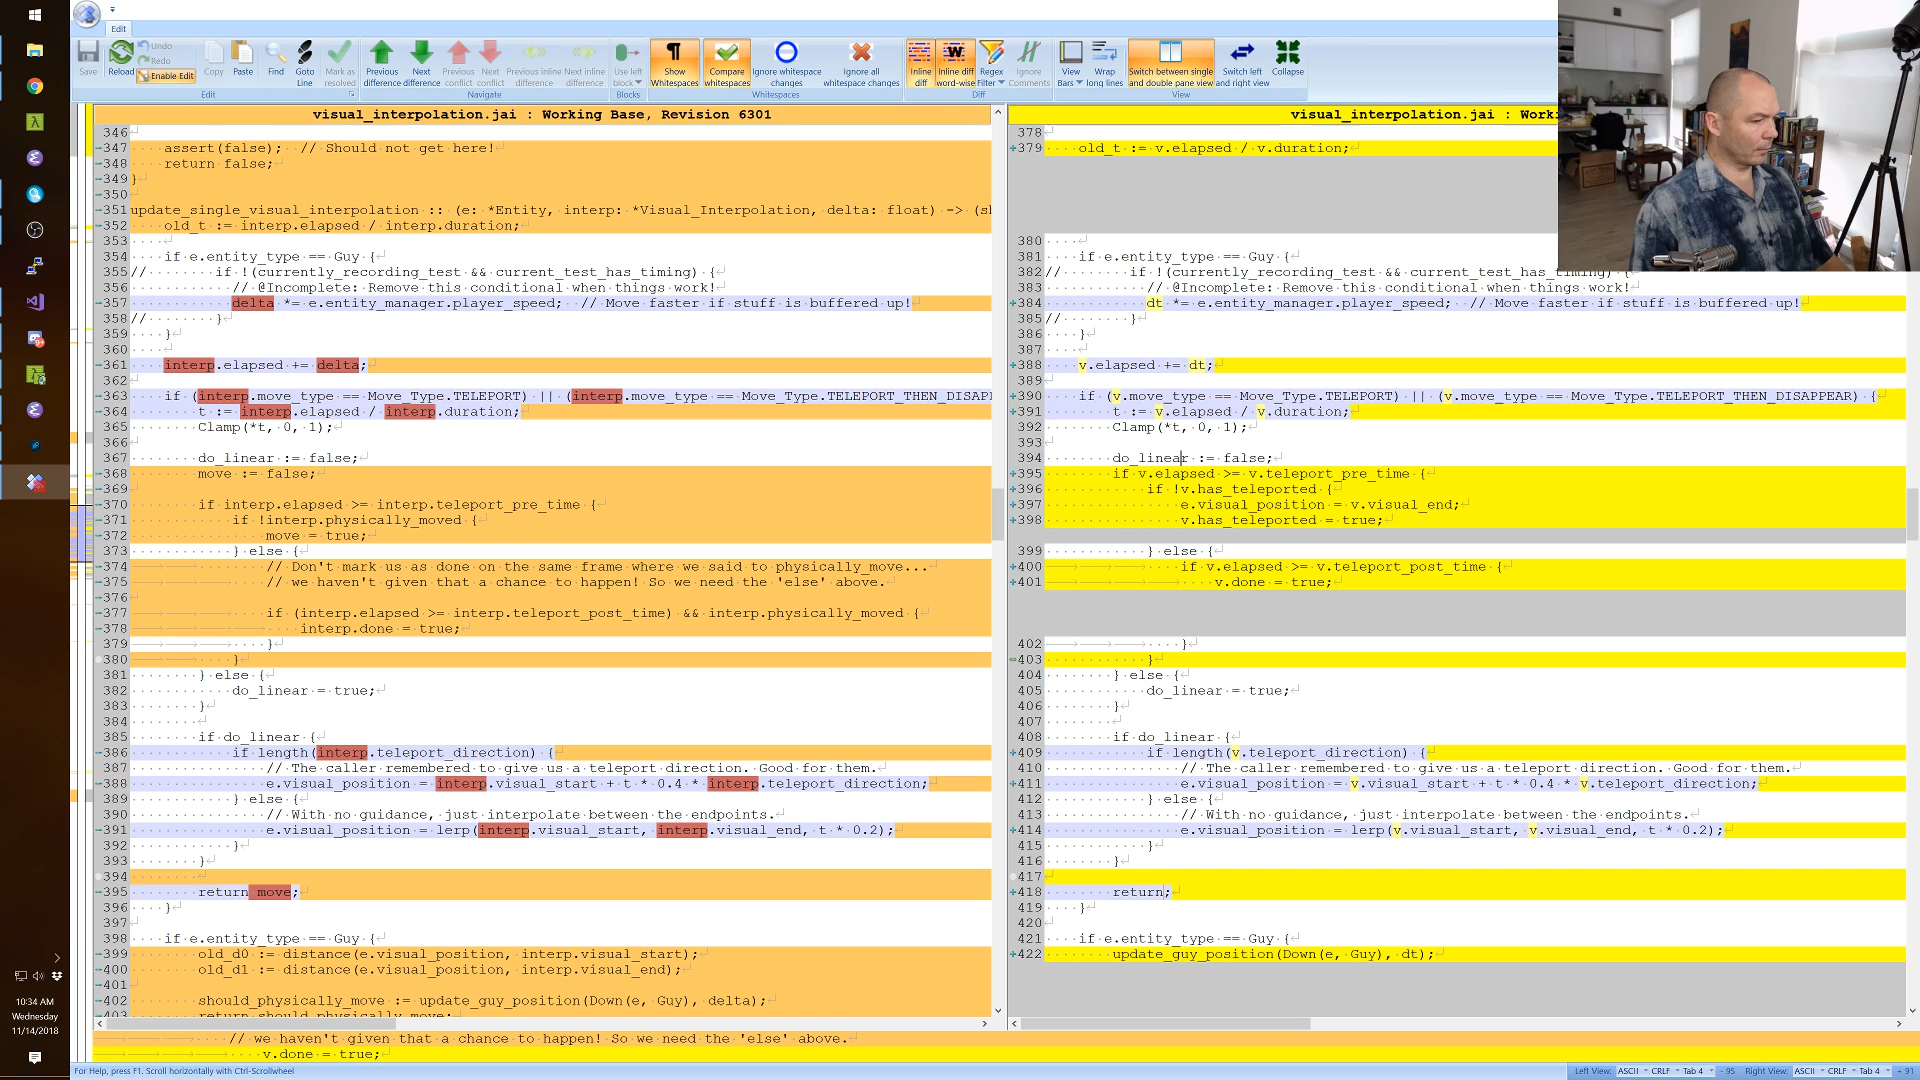 Edit
Save
Reload
Undo
Redo
Enable Edit
Copy
Paste
Find
Goto Line
Mark as resolved
Previous difference
Next difference
Previous conflict
Next conflict
Previous inline difference
Next inline difference
Use left block
Show Whitespaces
Compare whitespaces
Ignore whitespace changes
Ignore all whitespace changes
Inline diff
Inline diff word-wise
Regex Filter
Ignore Comments
View Bars
Wrap long lines
Switch between single and double pane view
Switch left and right view
Collapse
Edit
Navigate
Blocks
Whitespaces
Diff
View
visual_interpolation.jai : Working Base, Revision 6301
346
347 assert(false); // Should not get here!
348 return false;
349 }
350
351 update_single_visual_interpolation :: (e: *Entity, interp: *Visual_Interpolation, delta: float) -> (sh
352 old_t := interp.elapsed / interp.duration;
353
354 if e.entity_type == Guy {
355 // if !(currently_recording_test && current_test_has_timing) {
356 // @Incomplete: Remove this conditional when things work!
357 delta *= e.entity_manager.player_speed; // Move faster if stuff is buffered up!
358 // }
359 }
360
361 interp.elapsed += delta;
362
363 if (interp.move_type == Move_Type.TELEPORT) || (interp.move_type == Move_Type.TELEPORT_THEN_DISAPP
364 t := interp.elapsed / interp.duration;
365 Clamp(*t, 0, 1);
366
367 do_linear := false;
368 move := false;
369
370 if interp.elapsed >= interp.teleport_pre_time {
371 if !interp.physically_moved {
372 move = true;
373 } else {
374 // Don't mark us as done on the same frame where we said to physically_move...
375 // we haven't given that a chance to happen! So we need the 'else' above.
376
377 if (interp.elapsed >= interp.teleport_post_time) && interp.physically_moved {
378 interp.done = true;
379 }
380 }
381 } else {
382 do_linear = true;
383 }
384
385 if do_linear {
386 if length(interp.teleport_direction) {
387 // The caller remembered to give us a teleport direction. Good for them.
388 e.visual_position = interp.visual_start + t * 0.4 * interp.teleport_direction;
389 } else {
390 // With no guidance, just interpolate between the endpoints.
391 e.visual_position = lerp(interp.visual_start, interp.visual_end, t * 0.2);
392 }
393 }
394
395 return move;
396 }
397
398 if e.entity_type == Guy {
399 old_d0 := distance(e.visual_position, interp.visual_start);
400 old_d1 := distance(e.visual_position, interp.visual_end);
401
402 should_physically_move := update_guy_position(Down(e, Guy), delta);
403 return should_physically_move;
visual_interpolation.jai : Work
378
379 old_t := v.elapsed / v.duration;
380
381 if e.entity_type == Guy {
382 // if !(currently_recording_test && current_test_has_timing) {
383 // @Incomplete: Remove this conditional when things work!
384 dt *= e.entity_manager.player_speed; // Move faster if stuff is buffered up!
385 // }
386 }
387
388 v.elapsed += dt;
389
390 if (v.move_type == Move_Type.TELEPORT) || (v.move_type == Move_Type.TELEPORT_THEN_DISAPPEAR) {
391 t := v.elapsed / v.duration;
392 Clamp(*t, 0, 1);
393
394 do_linear := false;
395 if v.elapsed >= v.teleport_pre_time {
396 if !v.has_teleported {
397 e.visual_position = v.visual_end;
398 v.has_teleported = true;
399 } else {
400 if v.elapsed >= v.teleport_post_time {
401 v.done = true;
402 }
403 }
404 } else {
405 do_linear = true;
406 }
407
408 if do_linear {
409 if length(v.teleport_direction) {
410 // The caller remembered to give us a teleport direction. Good for them.
411 e.visual_position = v.visual_start + t * 0.4 * v.teleport_direction;
412 } else {
413 // With no guidance, just interpolate between the endpoints.
414 e.visual_position = lerp(v.visual_start, v.visual_end, t * 0.2);
415 }
416 }
417
418 return;
419 }
420
421 if e.entity_type == Guy {
422 update_guy_position(Down(e, Guy), dt);
// we haven't given that a chance to happen! So we need the 'else' above.
v.done = true;
10:34 AM
Wednesday
11/14/2018
For Help, press F1. Scroll horizontally with Ctrl-Scrollwheel
Left View: ASCII CRLF Tab 4 - 95 Right View: ASCII CRLF Tab 4 + 91